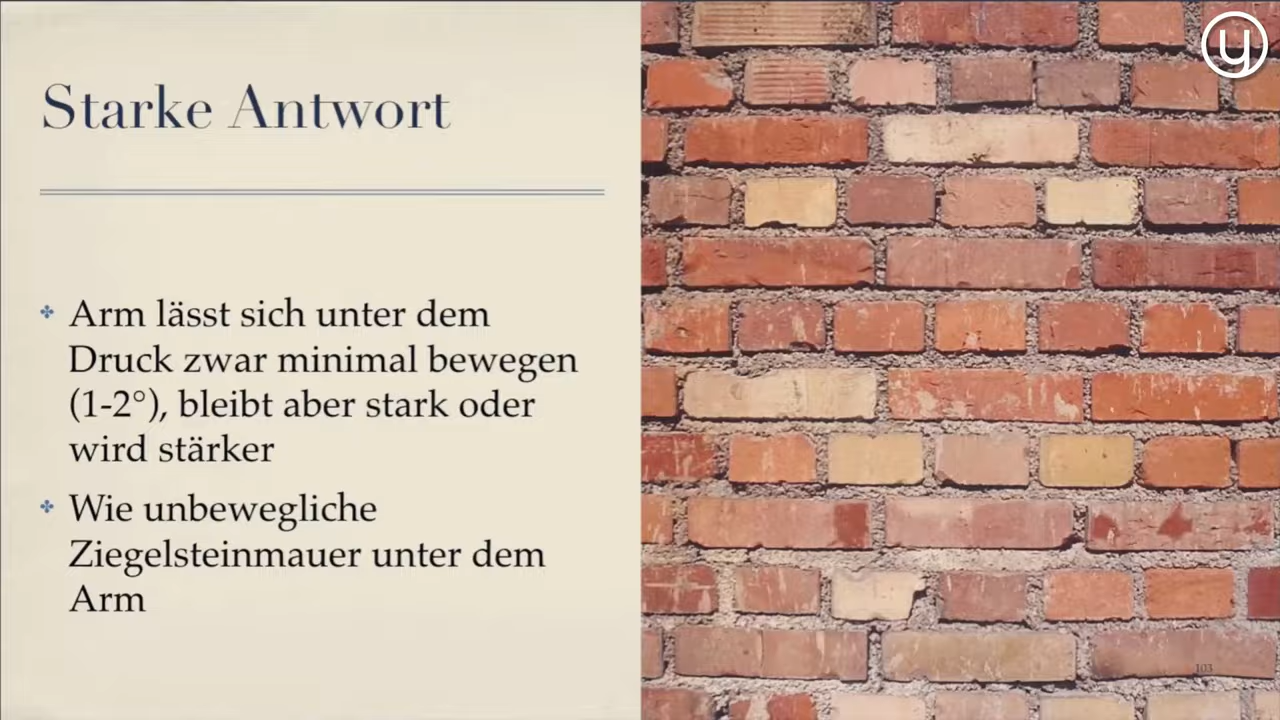 Starke Antwort
Arm lässt sich unter dem
Druck zwar minimal bewegen
(1-2°), bleibt aber stark oder
wird stärker
Wie unbewegliche
Ziegelsteinmauer unter dem
Arm
y
103